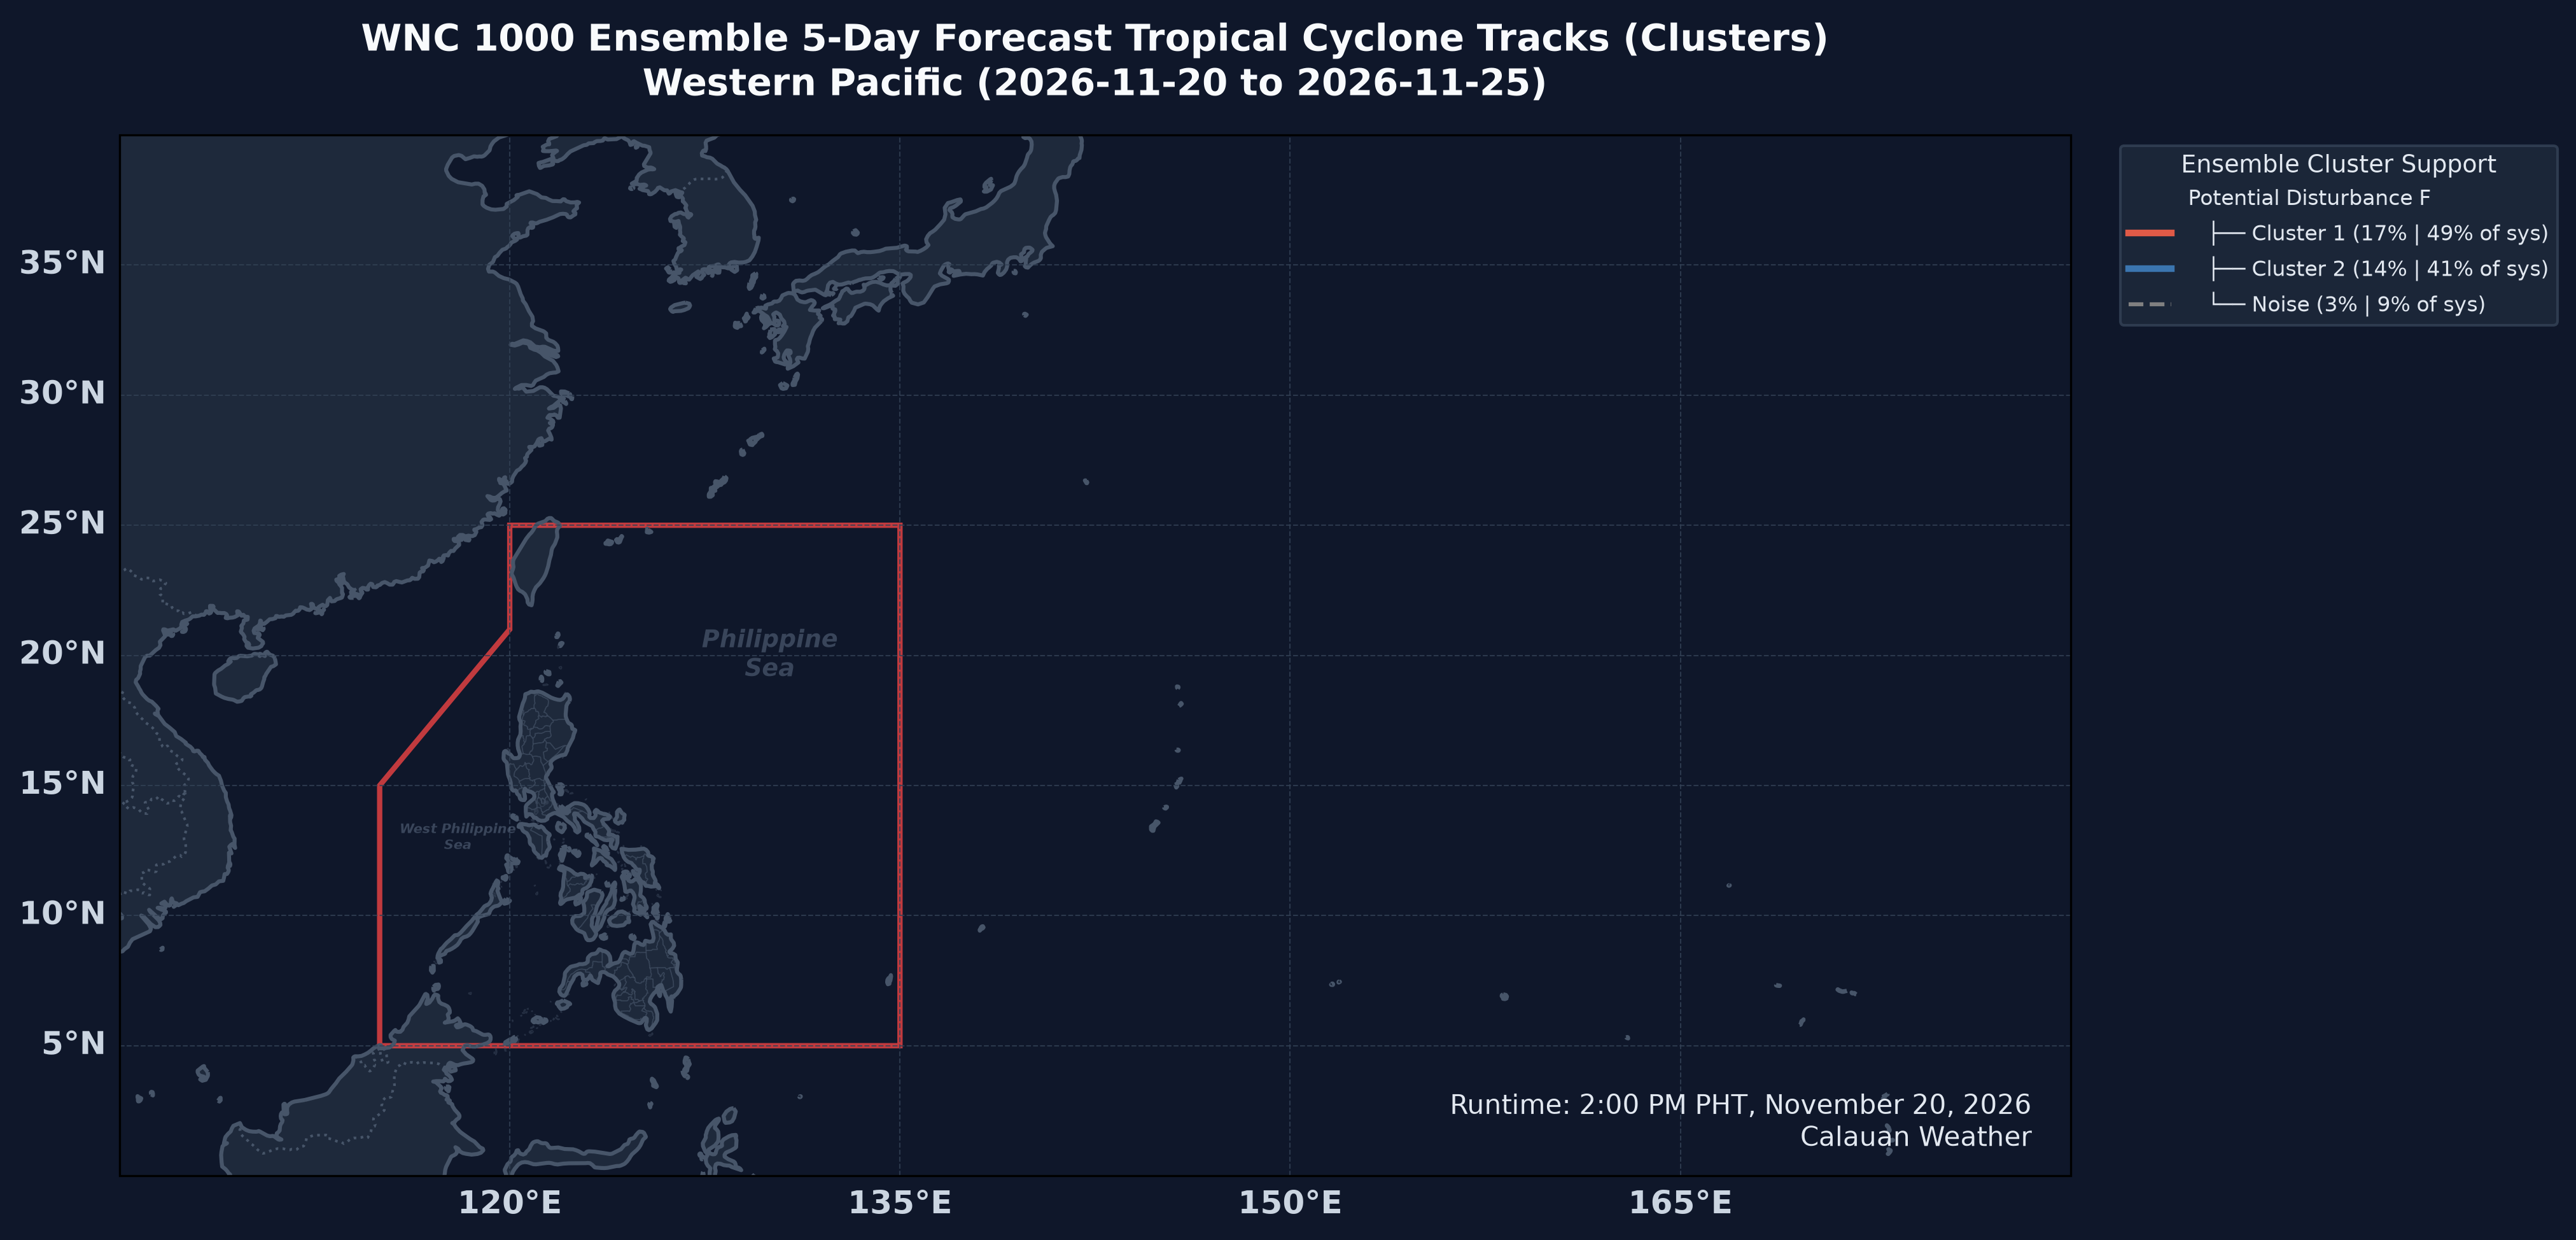 WNC 1000 Ensemble 5-Day Forecast Tropical Cyclone Tracks (Clusters)
Western Pacific (2026-11-20 to 2026-11-25)
Ensemble Cluster Support
Potential Disturbance F
Cluster 1 (17% | 49% of sys)
Cluster 2 (14% | 41% of sys)
Noise (3% | 9% of sys)
35°N
30°N
25°N
20°N
15°N
10°N
5°N
Philippine
Sea
West Philippine
Sea
Runtime: 2:00 PM PHT, November 20, 2026
Calauan Weather
120°E
135°E
150°E
165°E